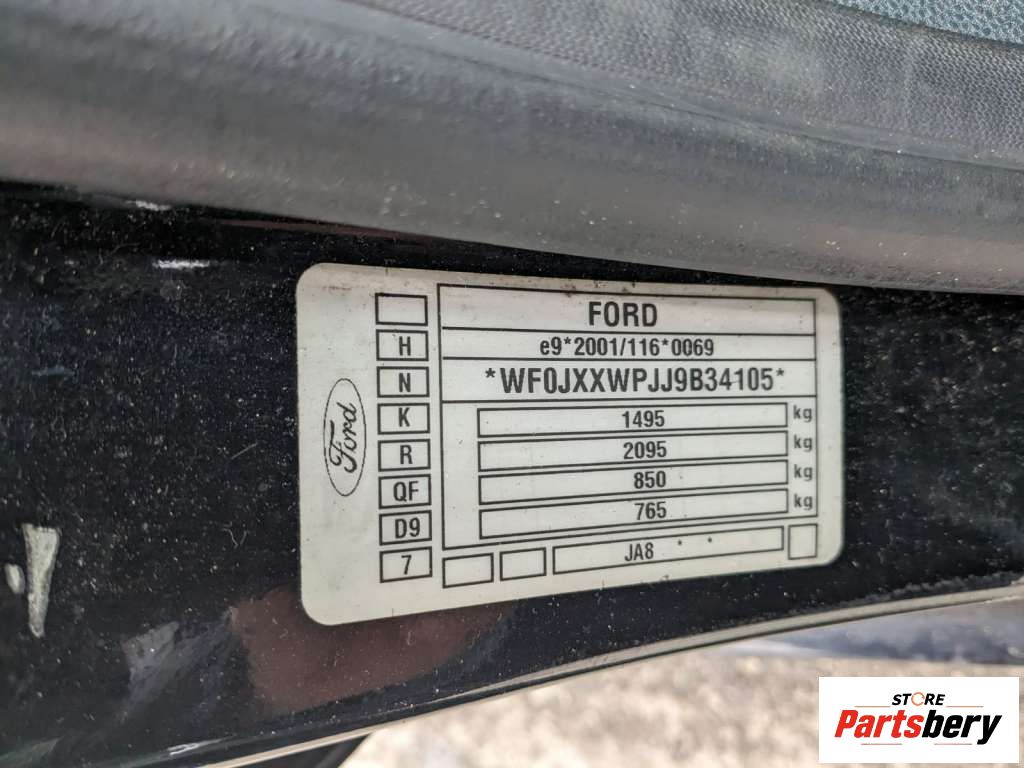 FORD
H
e9*2001/116*0069
N
*WF0JXXWPJJ9B34105*
K
1495 kg
R
2095 kg
QF
850 kg
D9
765 kg
7
JA8
Ford
STORE
Partsbery